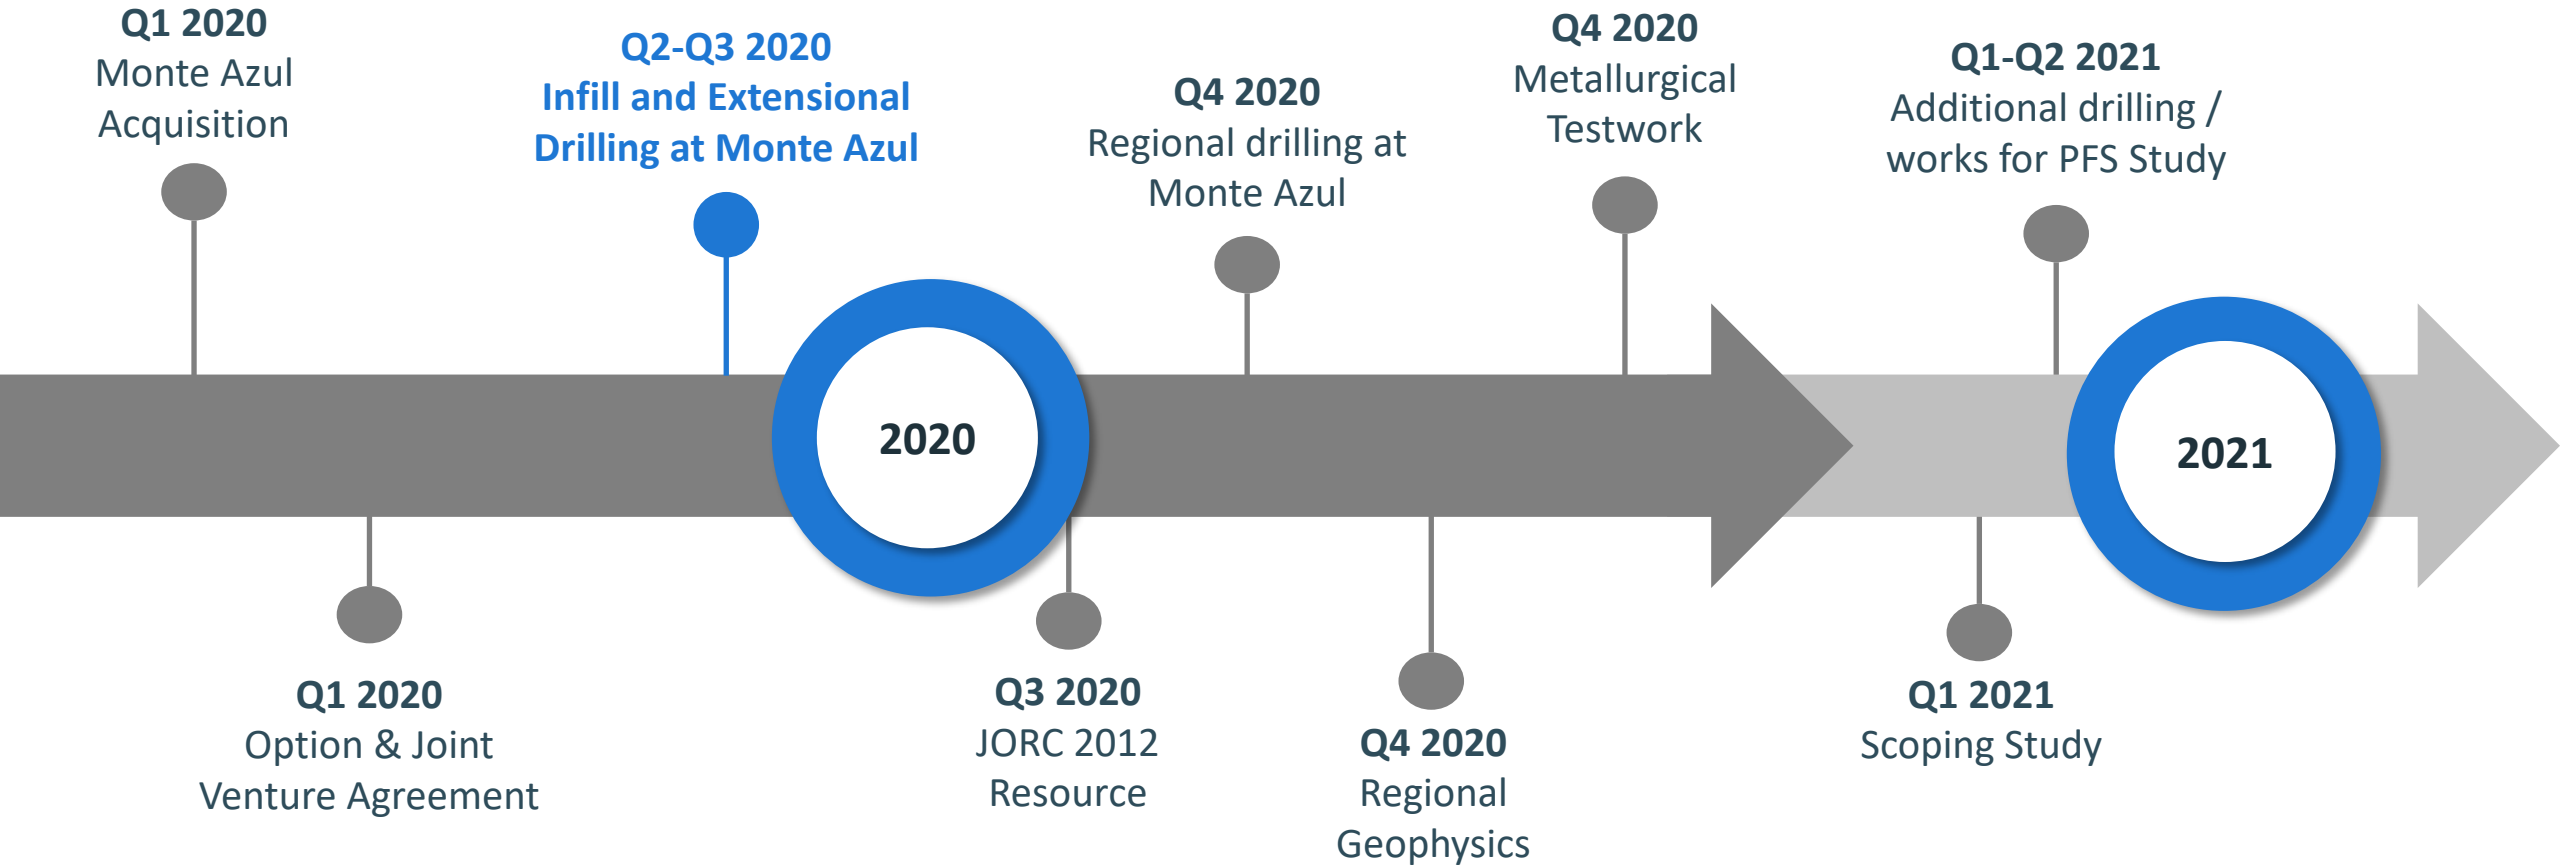 Q1 2020
Monte Azul
Acquisition
Q2-Q3 2020
Infill and Extensional
Drilling at Monte Azul
Q4 2020
Regional drilling at
Monte Azul
Q4 2020
Metallurgical
Testwork
Q1-Q2 2021
Additional drilling /
works for PFS Study
2020
2021
Q1 2020
Option & Joint
Venture Agreement
Q3 2020
JORC 2012
Resource
Q4 2020
Regional
Geophysics
Q1 2021
Scoping Study